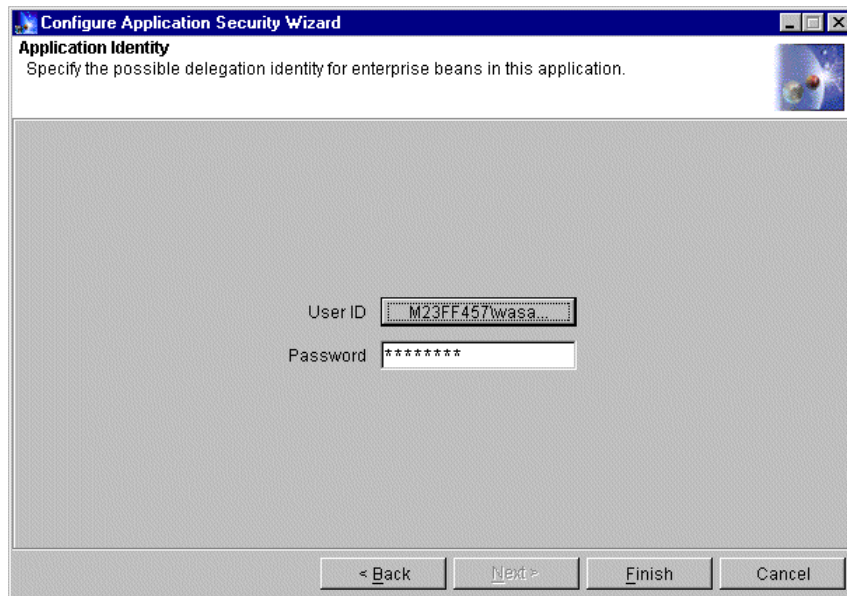 Configure Application Security Wizard
Application Identity
Specify the possible delegation identity for enterprise beans in this application.
User ID M23FF457\wasa...
Password ********
< Back Next > Finish Cancel